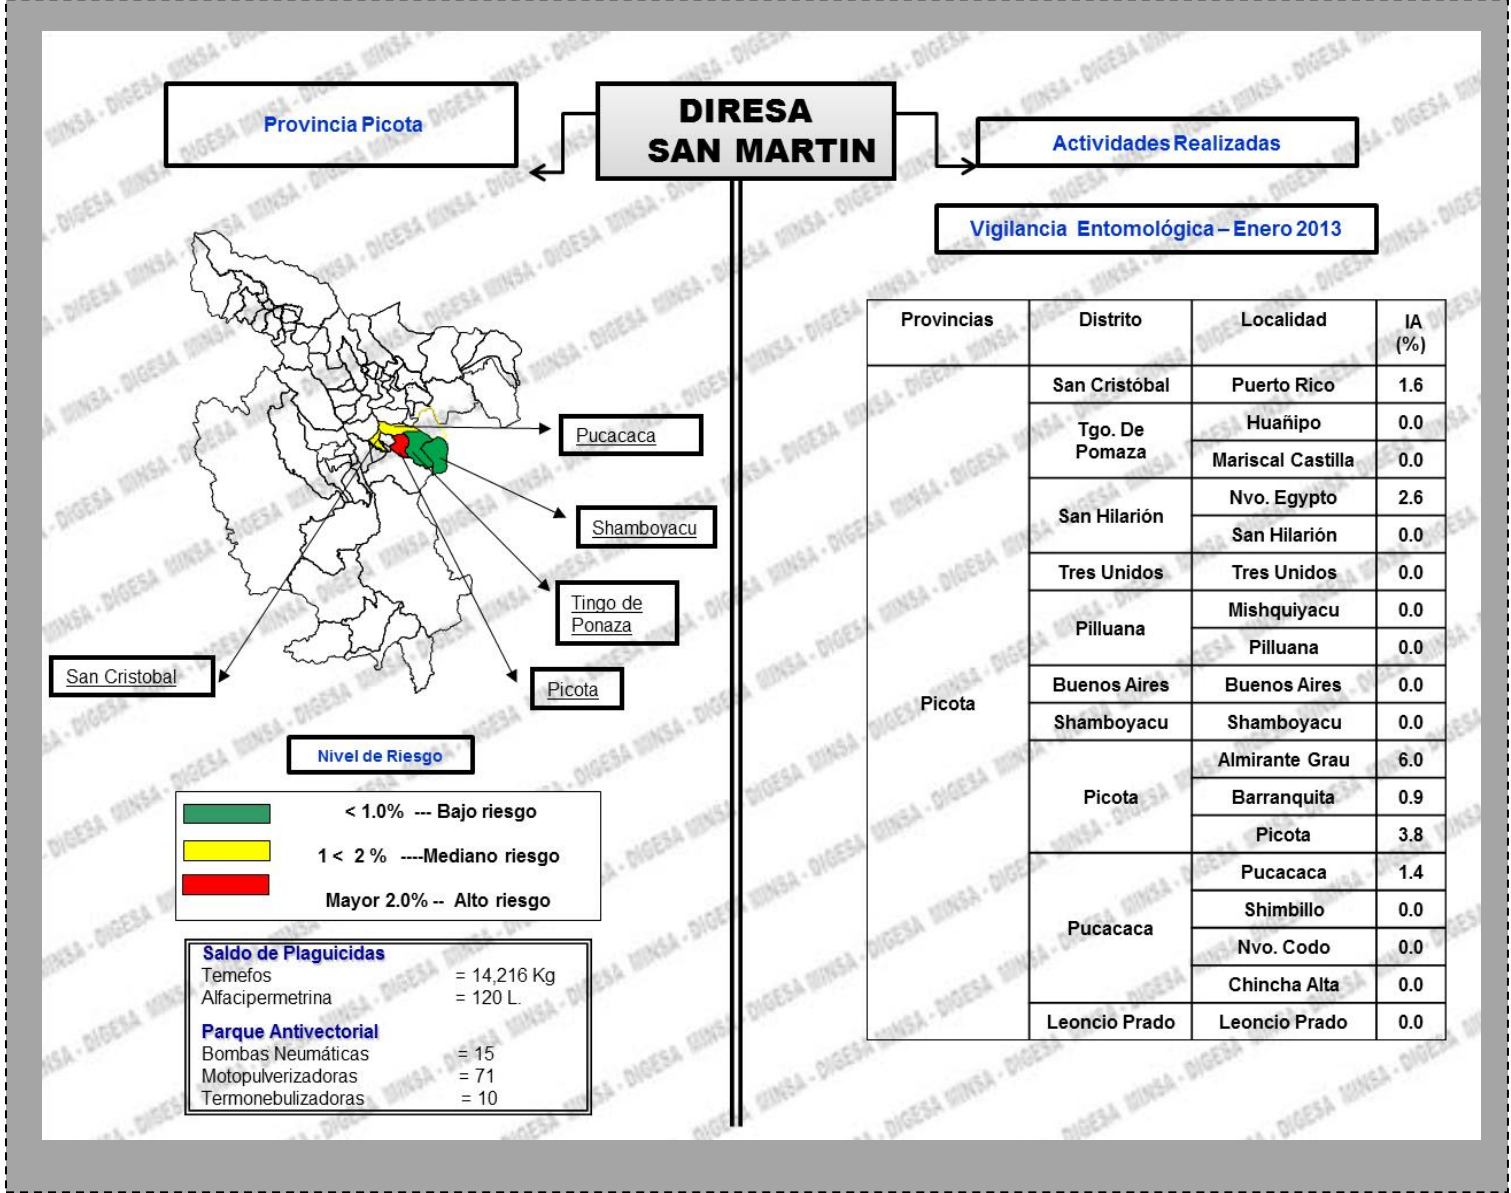 DIRESA
SAN MARTIN
Provincia Picota
Actividades Realizadas
Vigilancia Entomológica – Enero 2013
Pucacaca
Shamboyacu
Tingo de
Ponaza
Picota
San Cristobal
Nivel de Riesgo
< 1.0% --- Bajo riesgo
1 < 2 % ----Mediano riesgo
Mayor 2.0% -- Alto riesgo
Saldo de Plaguicidas
Temefos = 14,216 Kg
Alfacipermetrina = 120 L.
Parque Antivectorial
Bombas Neumáticas = 15
Motopulverizadoras = 71
Termonebulizadoras = 10
Provincias Distrito Localidad IA
(%)
Picota
San Cristóbal Puerto Rico 1.6
Tgo. De
Pomaza
Huañipo 0.0
Mariscal Castilla 0.0
San Hilarión
Nvo. Egypto 2.6
San Hilarión 0.0
Tres Unidos Tres Unidos 0.0
Pilluana
Mishquiyacu 0.0
Pilluana 0.0
Buenos Aires Buenos Aires 0.0
Shamboyacu Shamboyacu 0.0
Picota
Almirante Grau 6.0
Barranquita 0.9
Picota 3.8
Pucacaca
Pucacaca 1.4
Shimbillo 0.0
Nvo. Codo 0.0
Chincha Alta 0.0
Leoncio Prado Leoncio Prado 0.0
MINSA - DIGESA